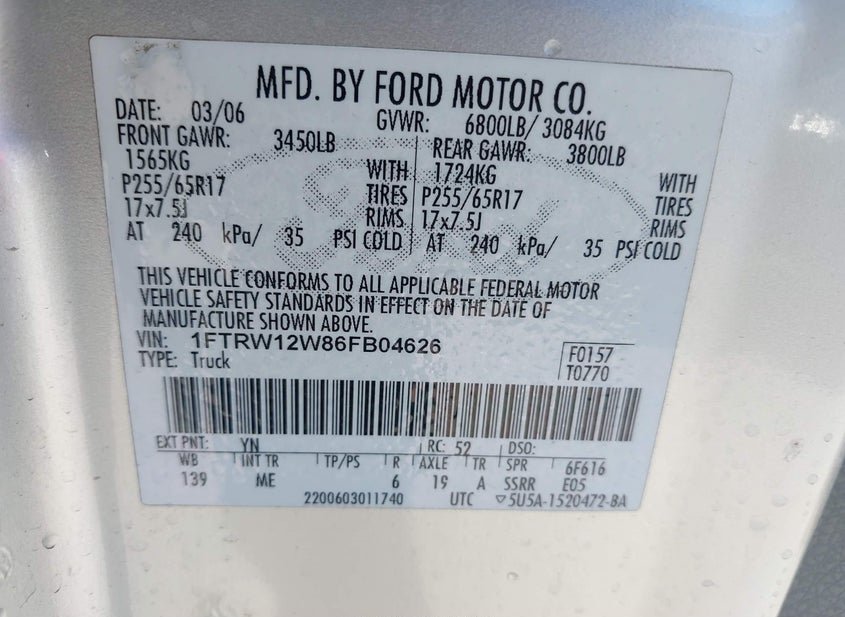 MFD. BY FORD MOTOR CO.
DATE: 03/06 GVWR: 6800LB/ 3084KG
FRONT GAWR: 3450LB REAR GAWR: 3800LB
1565KG WITH 1724KG WITH
P255/65R17 TIRES P255/65R17 TIRES
17x7.5J RIMS 17x7.5J RIMS
AT 240 kPa/ 35 PSI COLD AT 240 kPa/ 35 PSI COLD
THIS VEHICLE CONFORMS TO ALL APPLICABLE FEDERAL MOTOR
VEHICLE SAFETY STANDARDS IN EFFECT ON THE DATE OF
MANUFACTURE SHOWN ABOVE.
VIN: 1FTRW12W86FB04626
TYPE: Truck
F0157
T0770
EXT PNT: YN RC: 52 DSO:
WB INT TR TP/PS R AXLE TR SPR 6F616
139 ME 6 19 A SSRR E05
2200603011740 UTC ▽5U5A-1520472-BA
Ford